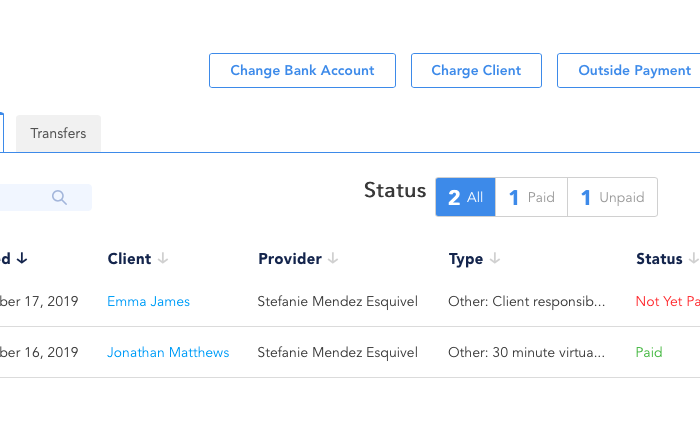 Change Bank Account Charge Client Outside Payment
Transfers
Status 2 All 1 Paid 1 Unpaid
d Client Provider Type Status
ber 17, 2019 Emma James Stefanie Mendez Esquivel Other: Client responsib... Not Yet Pa
ber 16, 2019 Jonathan Matthews Stefanie Mendez Esquivel Other: 30 minute virtua... Paid